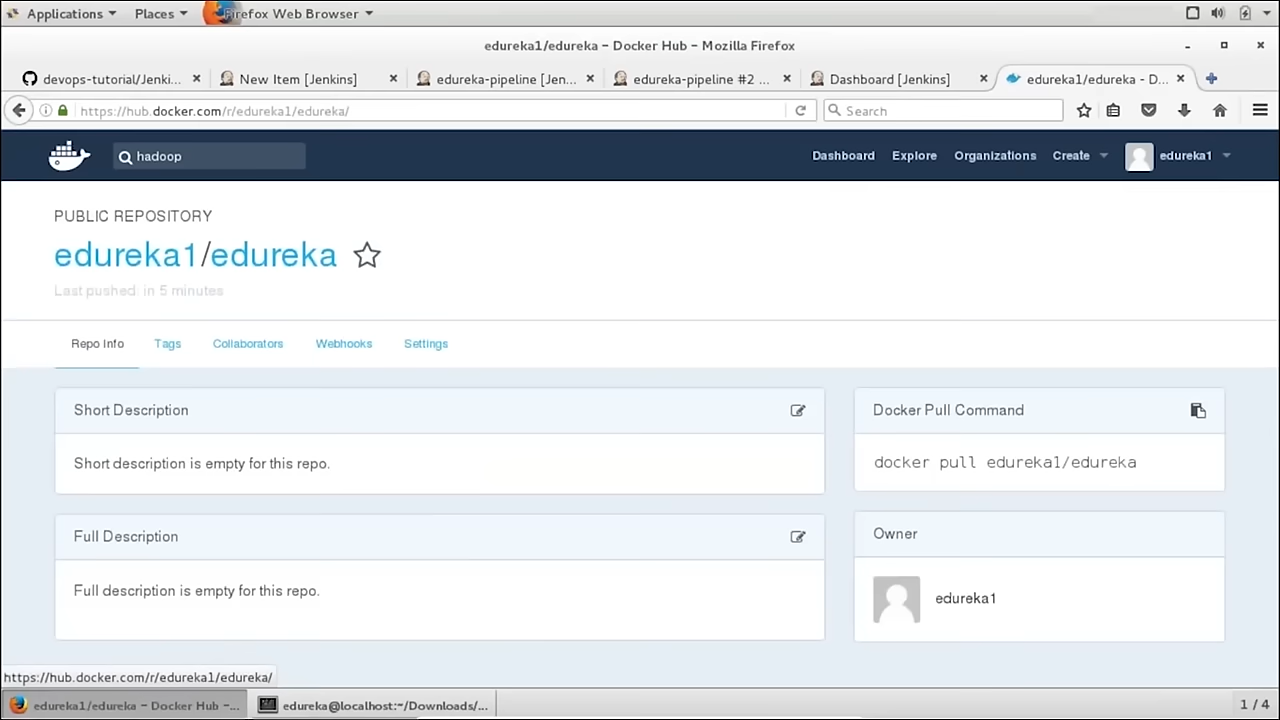 Applications Places Firefox Web Browser
edureka1/edureka - Docker Hub - Mozilla Firefox
devops-tutorial/Jenki... New Item [Jenkins] edureka-pipeline [Jen... edureka-pipeline #2 ... Dashboard [Jenkins] edureka1/edureka - D...
https://hub.docker.com/r/edureka1/edureka/ Search
hadoop Dashboard Explore Organizations Create edureka1
PUBLIC REPOSITORY
edureka1/edureka
Last pushed: in 5 minutes
Repo Info Tags Collaborators Webhooks Settings
Short Description
Short description is empty for this repo.
Full Description
Full description is empty for this repo.
Docker Pull Command
docker pull edureka1/edureka
Owner
edureka1
https://hub.docker.com/r/edureka1/edureka/
edureka1/edureka - Docker Hub -... edureka@localhost:~/Downloads/... 1 / 4